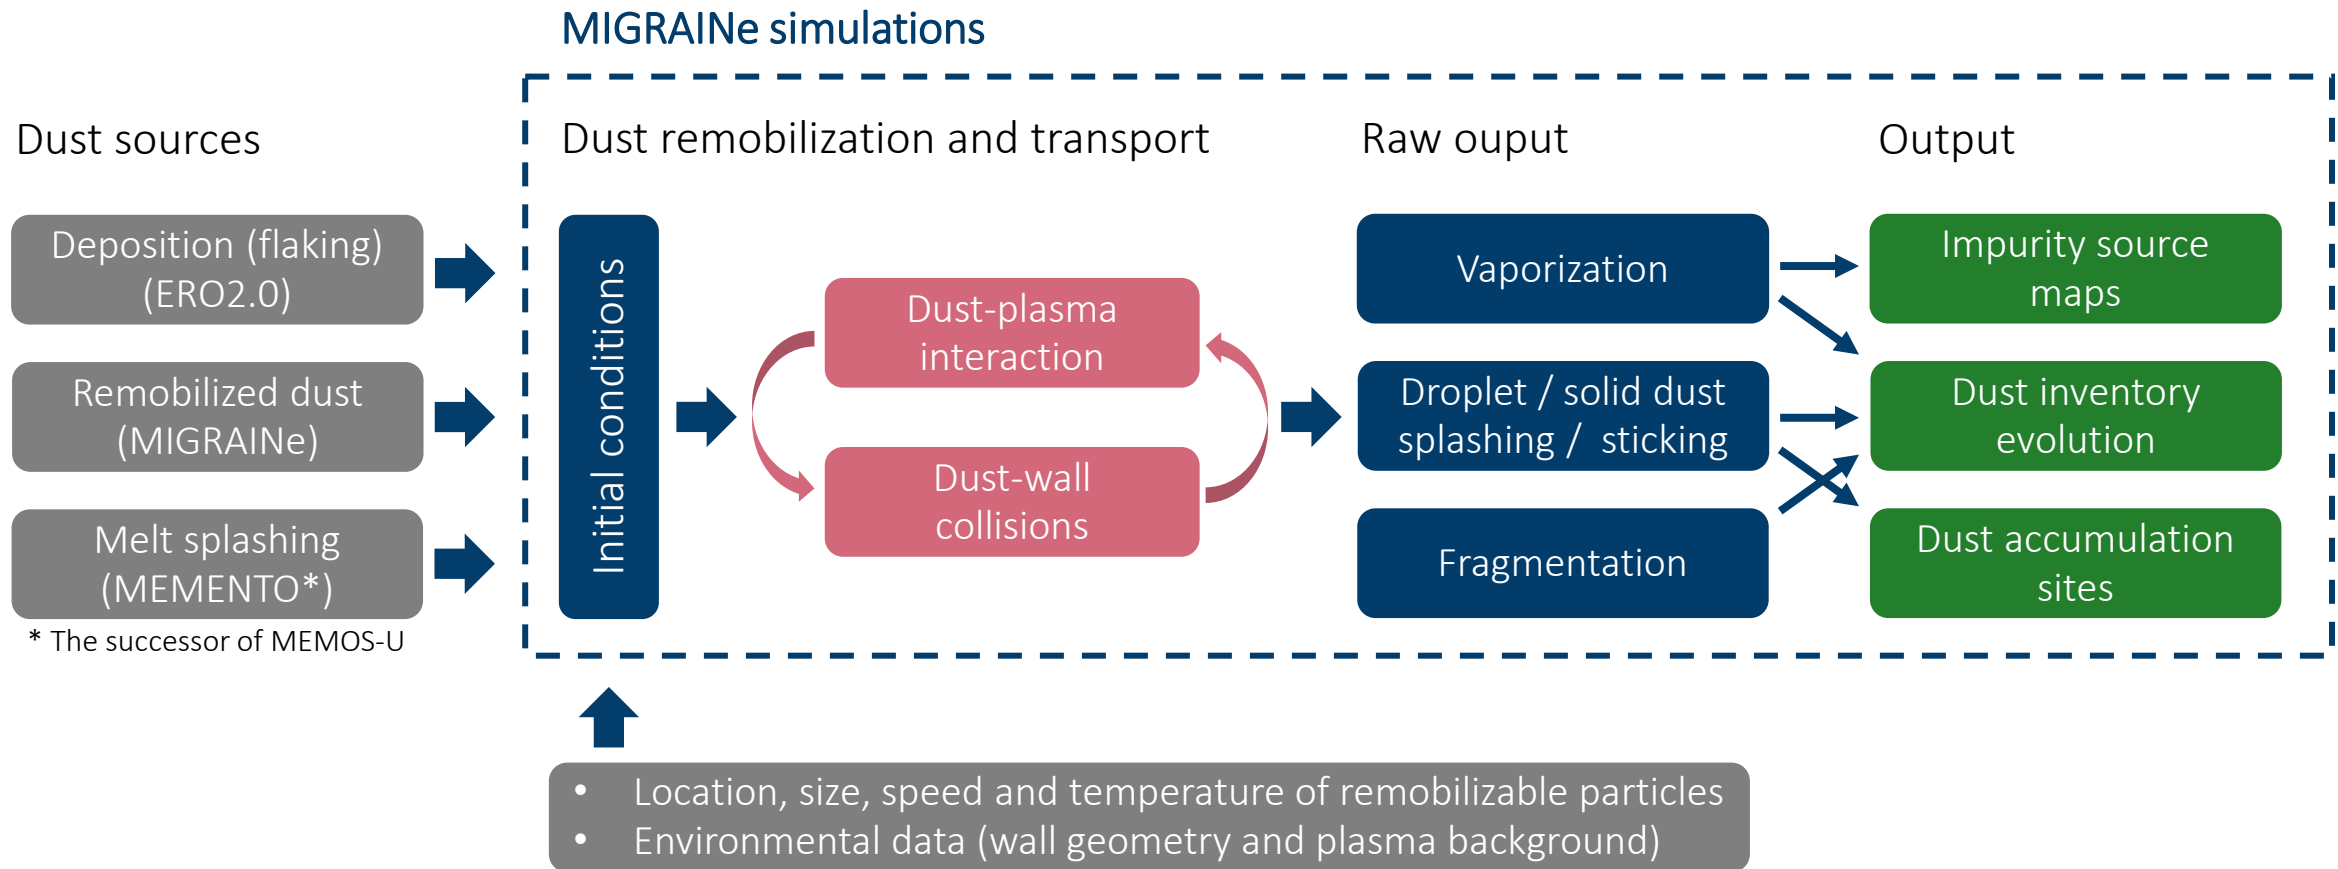 MIGRAINe simulations
Dust sources
Dust remobilization and transport
Raw ouput
Output
Deposition (flaking)
(ERO2.0)
Remobilized dust
(MIGRAINe)
Melt splashing
(MEMENTO*)
* The successor of MEMOS-U
Initial conditions
Dust-plasma
interaction
Dust-wall
collisions
Vaporization
Droplet / solid dust
splashing / sticking
Fragmentation
Impurity source
maps
Dust inventory
evolution
Dust accumulation
sites
• Location, size, speed and temperature of remobilizable particles
• Environmental data (wall geometry and plasma background)